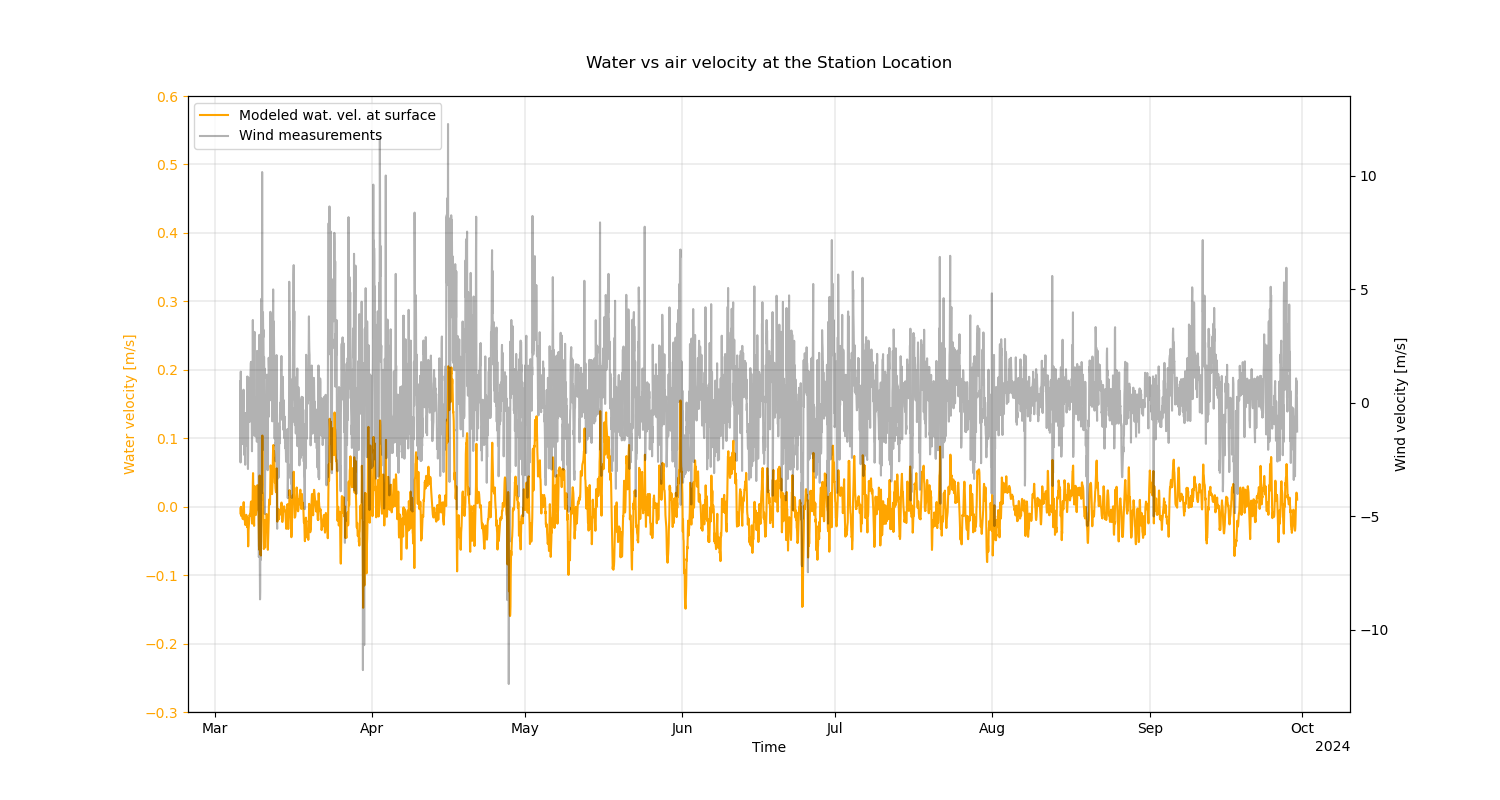 Water vs air velocity at the Station Location
Modeled wat. vel. at surface
Wind measurements
0.6
0.5
0.4
0.3
0.2
0.1
0.0
−0.1
−0.2
−0.3
Water velocity [m/s]
10
5
0
−5
−10
Wind velocity [m/s]
Mar Apr May Jun Jul Aug Sep Oct
Time
2024